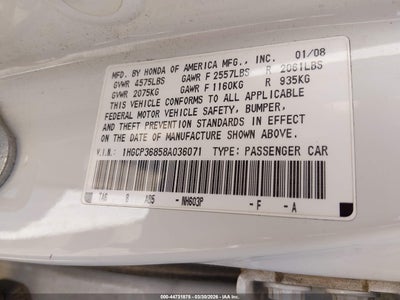 MFD. BY HONDA OF AMERICA MFG., INC. 01/08
GVWR 4575LBS GAWR F 2557LBS R 2061LBS
GVWR 2075KG GAWR F 1160KG R 935KG
THIS VEHICLE CONFORMS TO ALL APPLICABLE
FEDERAL MOTOR VEHICLE SAFETY, BUMPER,
AND THEFT PREVENTION STANDARDS IN EFFECT
ON THE DATE OF MANUFACTURE SHOWN ABOVE.
V.I.N.: 1HGCP36858A036071 TYPE: PASSENGER CAR
NH603P -F -A
000-44731875 - 03/30/2026 - IAA Inc.